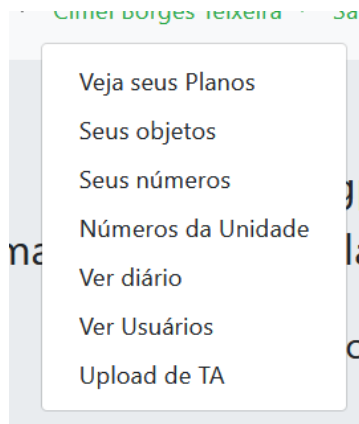 Veja seus Planos
Seus objetos
Seus números
Números da Unidade
Ver diário
Ver Usuários
Upload de TA